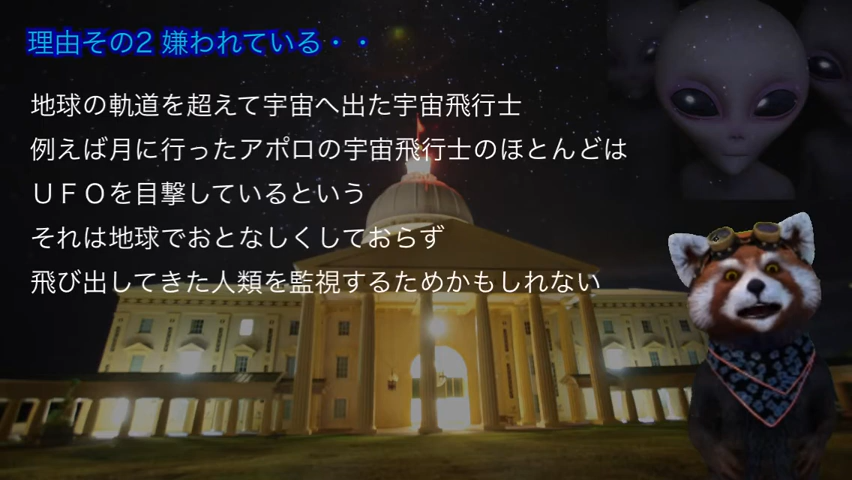 理由その2 嫌われている・・
地球の軌道を超えて宇宙へ出た宇宙飛行士
例えば月に行ったアポロの宇宙飛行士のほとんどは
ＵＦＯを目撃しているという
それは地球でおとなしくしておらず
飛び出してきた人類を監視するためかもしれない